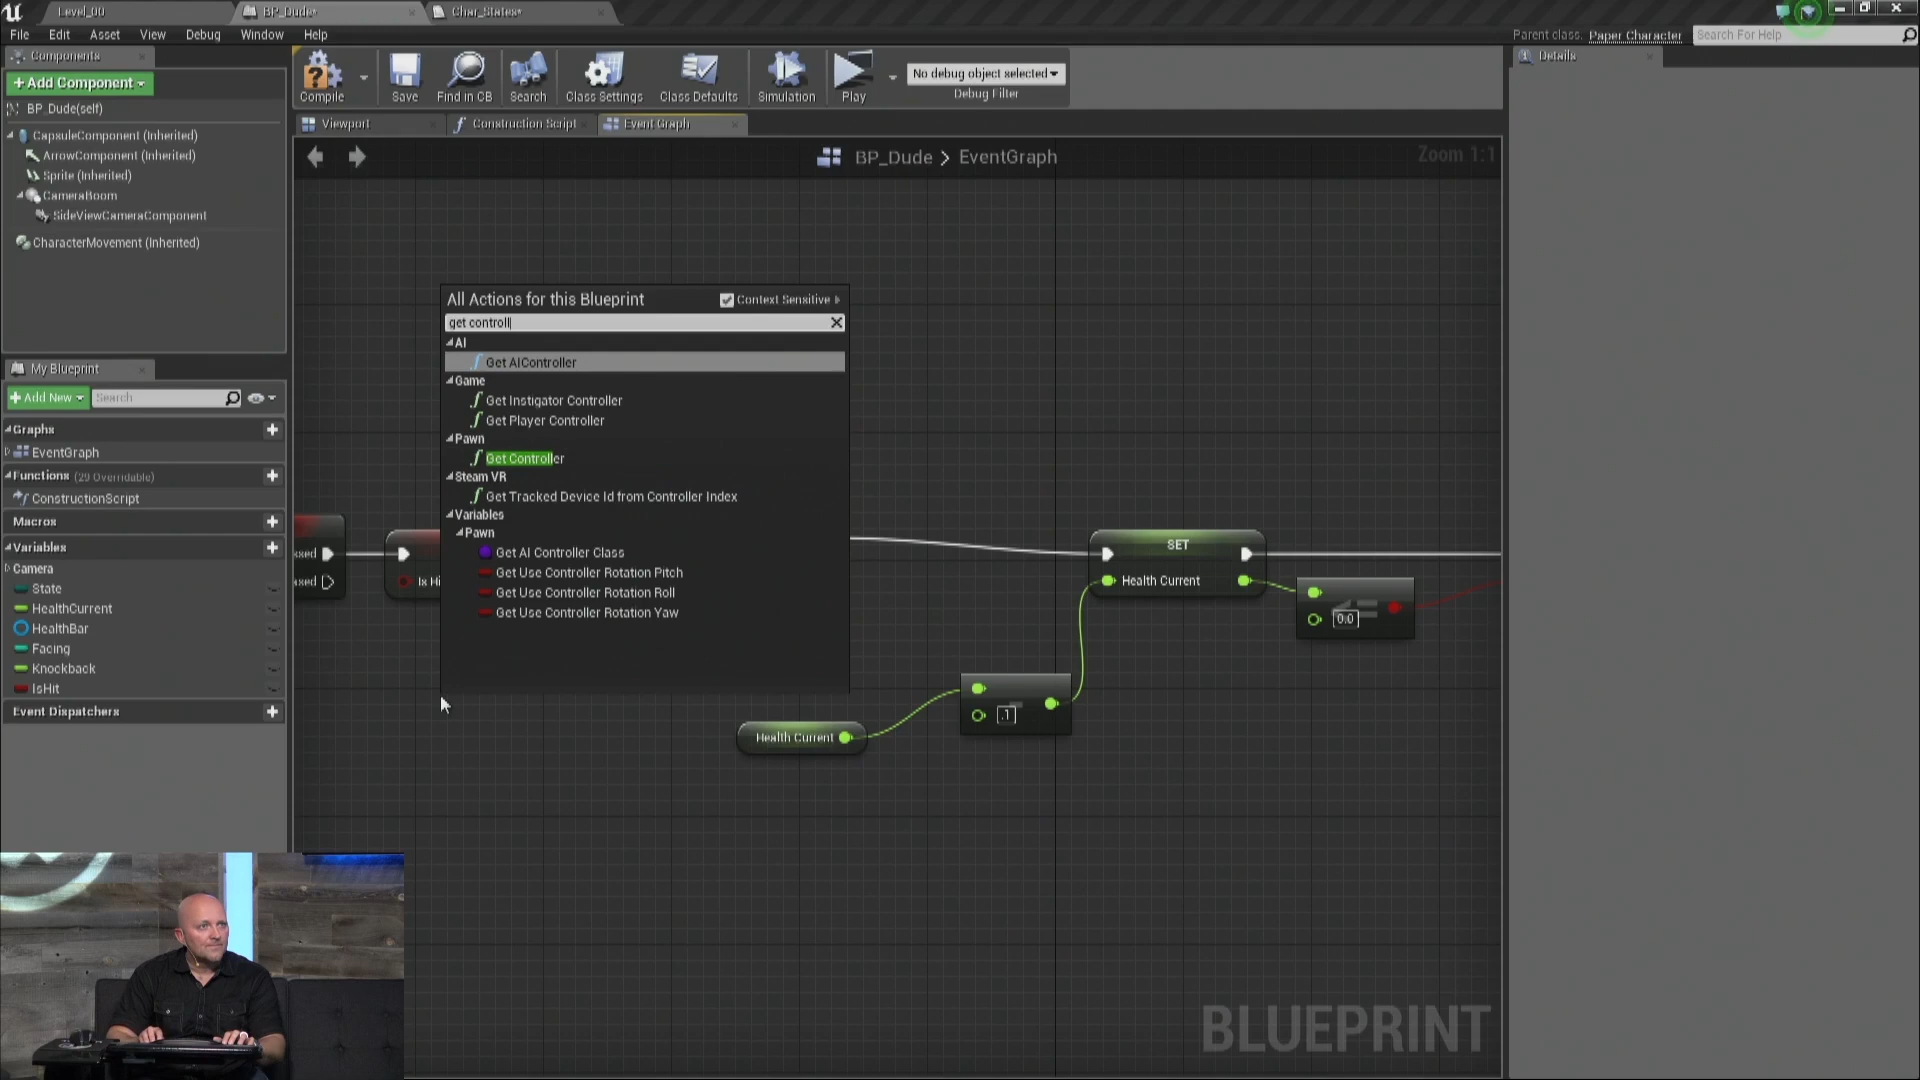 Level_00
BP_Dude*
Char_States*
File
Edit
Asset
View
Debug
Window
Help
Parent class: Paper Character
Search For Help
Components
+ Add Component
BP_Dude(self)
CapsuleComponent (Inherited)
ArrowComponent (Inherited)
Sprite (Inherited)
CameraBoom
SideViewCameraComponent
CharacterMovement (Inherited)
Compile
Save
Find in CB
Search
Class Settings
Class Defaults
Simulation
Play
No debug object selected
Debug Filter
Details
Viewport
Construction Script
Event Graph
BP_Dude > EventGraph
Zoom 1:1
All Actions for this Blueprint
Context Sensitive
get controll
AI
Get AIController
Game
Get Instigator Controller
Get Player Controller
Pawn
Get Controller
Steam VR
Get Tracked Device Id from Controller Index
Variables
Pawn
Get AI Controller Class
Get Use Controller Rotation Pitch
Get Use Controller Rotation Roll
Get Use Controller Rotation Yaw
My Blueprint
+ Add New
Search
Graphs
EventGraph
Functions (29 Overridable)
ConstructionScript
Macros
Variables
Camera
State
HealthCurrent
HealthBar
Facing
Knockback
IsHit
Event Dispatchers
Is Hi
SET
Health Current
0.0
.1
Health Current
BLUEPRINT